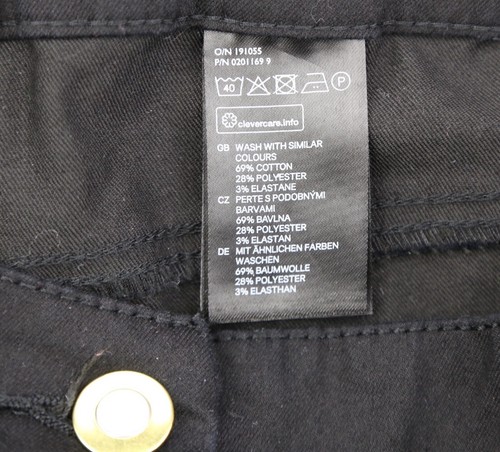 O/N 191055
P/N 0201169 9
40 P
clevercare.info
GB WASH WITH SIMILAR
COLOURS
69% COTTON
28% POLYESTER
3% ELASTANE
CZ PERTE S PODOBNÝMI
BARVAMI
69% BAVLNA
28% POLYESTER
3% ELASTAN
DE MIT ÄHNLICHEN FARBEN
WASCHEN
69% BAUMWOLLE
28% POLYESTER
3% ELASTHAN